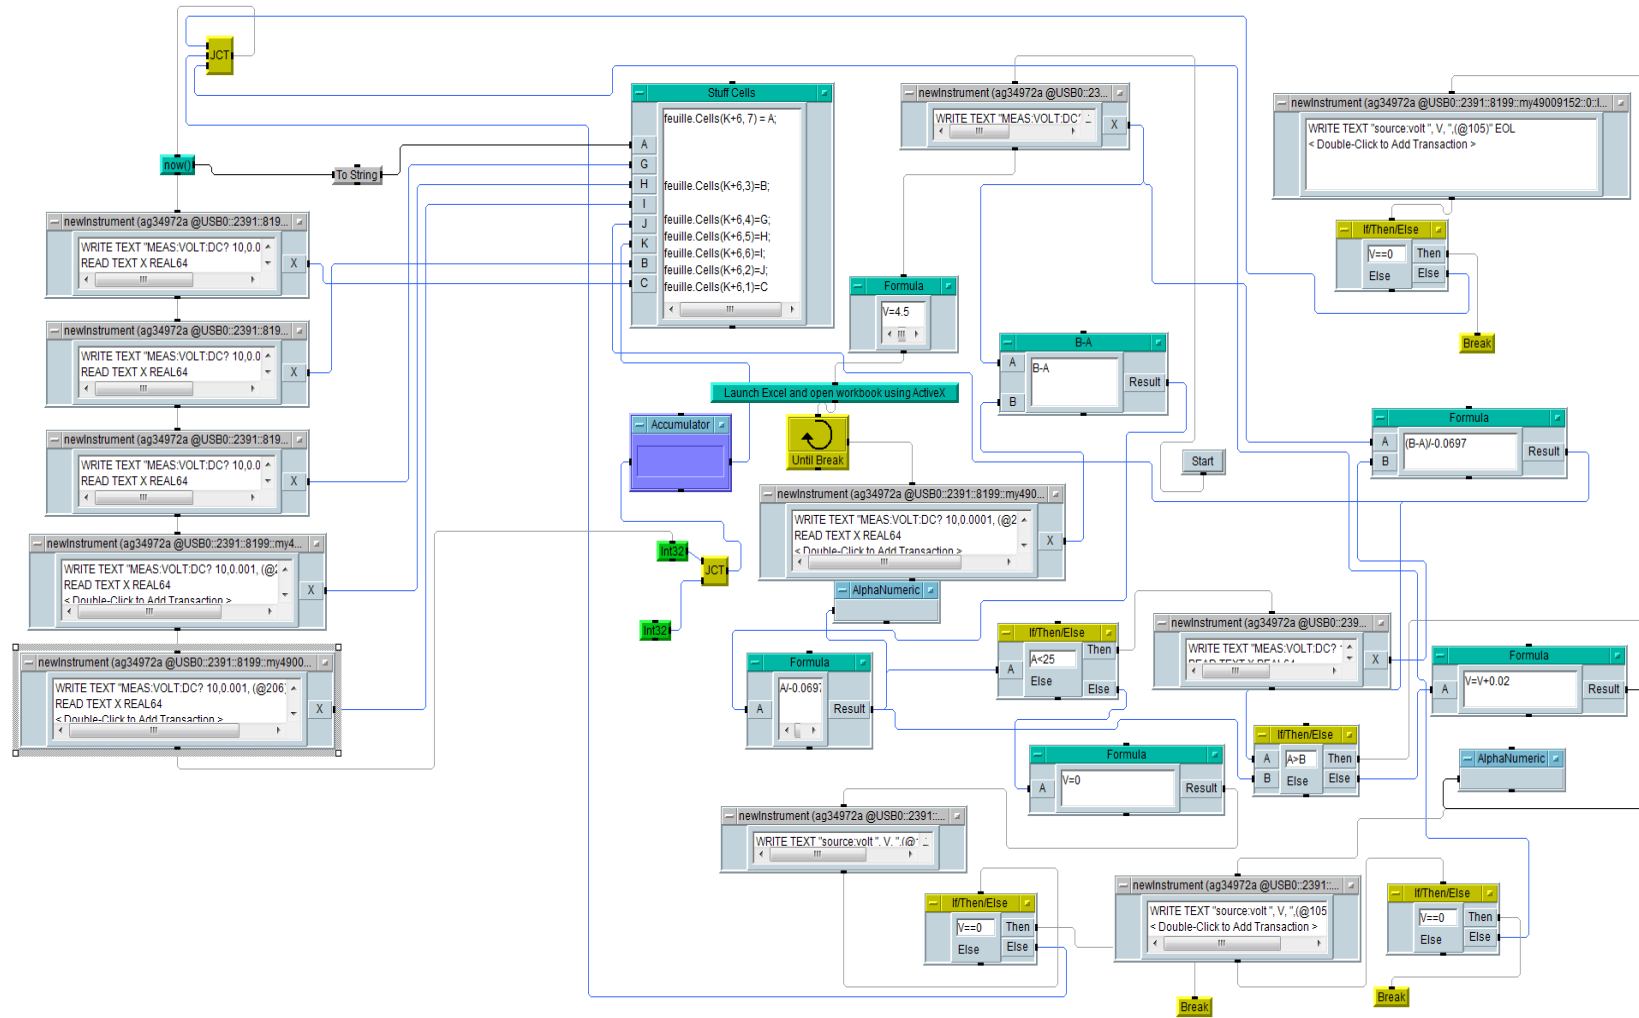 JCT
now()
To String
newInstrument (ag34972a @USB0::2391::819...
WRITE TEXT "MEAS:VOLT:DC? 10,0.0
READ TEXT X REAL64
X
newInstrument (ag34972a @USB0::2391::819...
WRITE TEXT "MEAS:VOLT:DC? 10,0.0
READ TEXT X REAL64
X
newInstrument (ag34972a @USB0::2391::819...
WRITE TEXT "MEAS:VOLT:DC? 10,0.0
READ TEXT X REAL64
X
newInstrument (ag34972a @USB0::2391::8199::my4...
WRITE TEXT "MEAS:VOLT:DC? 10,0.001, (@2
READ TEXT X REAL64
< Double-Click to Add Transaction >
X
newInstrument (ag34972a @USB0::2391::8199::my4900...
WRITE TEXT "MEAS:VOLT:DC? 10,0.001, (@206
READ TEXT X REAL64
< Double-Click to Add Transaction >
X
Stuff Cells
A
G
H
I
J
K
B
C
feuille.Cells(K+6, 7) = A;
feuille.Cells(K+6,3)=B;
feuille.Cells(K+6,4)=G;
feuille.Cells(K+6,5)=H;
feuille.Cells(K+6,6)=I;
feuille.Cells(K+6,2)=J;
feuille.Cells(K+6,1)=C
newInstrument (ag34972a @USB0::23...
WRITE TEXT "MEAS:VOLT:DC?
X
newInstrument (ag34972a @USB0::2391::8199::my49009152::0::I...
WRITE TEXT "source:volt ", V, ",(@105)" EOL
< Double-Click to Add Transaction >
If/Then/Else
V==0
Then
Else
Else
Break
Formula
V=4.5
B-A
A
B
B-A
Result
Launch Excel and open workbook using ActiveX
Accumulator
Until Break
Start
Formula
A
B
(B-A)/-0.0697
Result
newInstrument (ag34972a @USB0::2391::8199::my490...
WRITE TEXT "MEAS:VOLT:DC? 10,0.0001, (@2
READ TEXT X REAL64
< Double-Click to Add Transaction >
X
Int32
JCT
Int32
AlphaNumeric
Formula
A
A/-0.0697
Result
If/Then/Else
A
A<25
Else
Then
Else
newInstrument (ag34972a @USB0::239...
WRITE TEXT "MEAS:VOLT:DC?
READ TEXT X REAL64
X
Formula
A
V=V+0.02
Result
If/Then/Else
A
B
A>B
Else
Then
Else
Formula
A
V=0
Result
AlphaNumeric
newInstrument (ag34972a @USB0::2391::...
WRITE TEXT "source:volt ", V, ",(@
If/Then/Else
V==0
Else
Then
Else
newInstrument (ag34972a @USB0::2391::...
WRITE TEXT "source:volt ", V, ",(@105
< Double-Click to Add Transaction >
If/Then/Else
V==0
Else
Then
Else
Break
Break